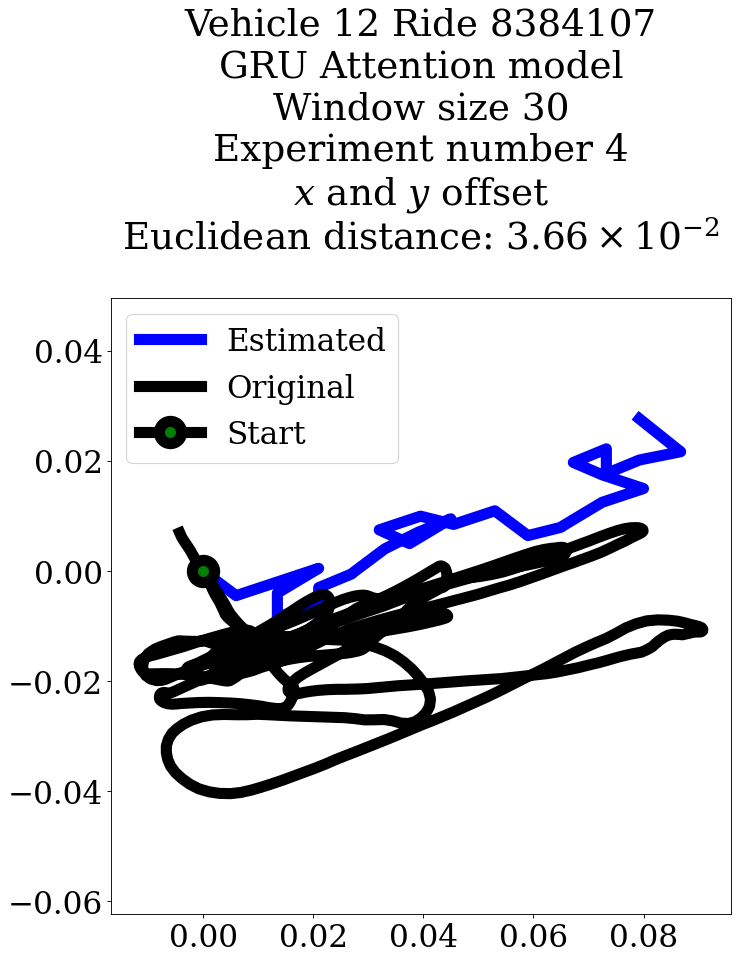 Vehicle 12 Ride 8384107
GRU Attention model
Window size 30
Experiment number 4
x and y offset
Euclidean distance: 3.66 × 10⁻²
Estimated
Original
Start
0.04
0.02
0.00
−0.02
−0.04
−0.06
0.00 0.02 0.04 0.06 0.08